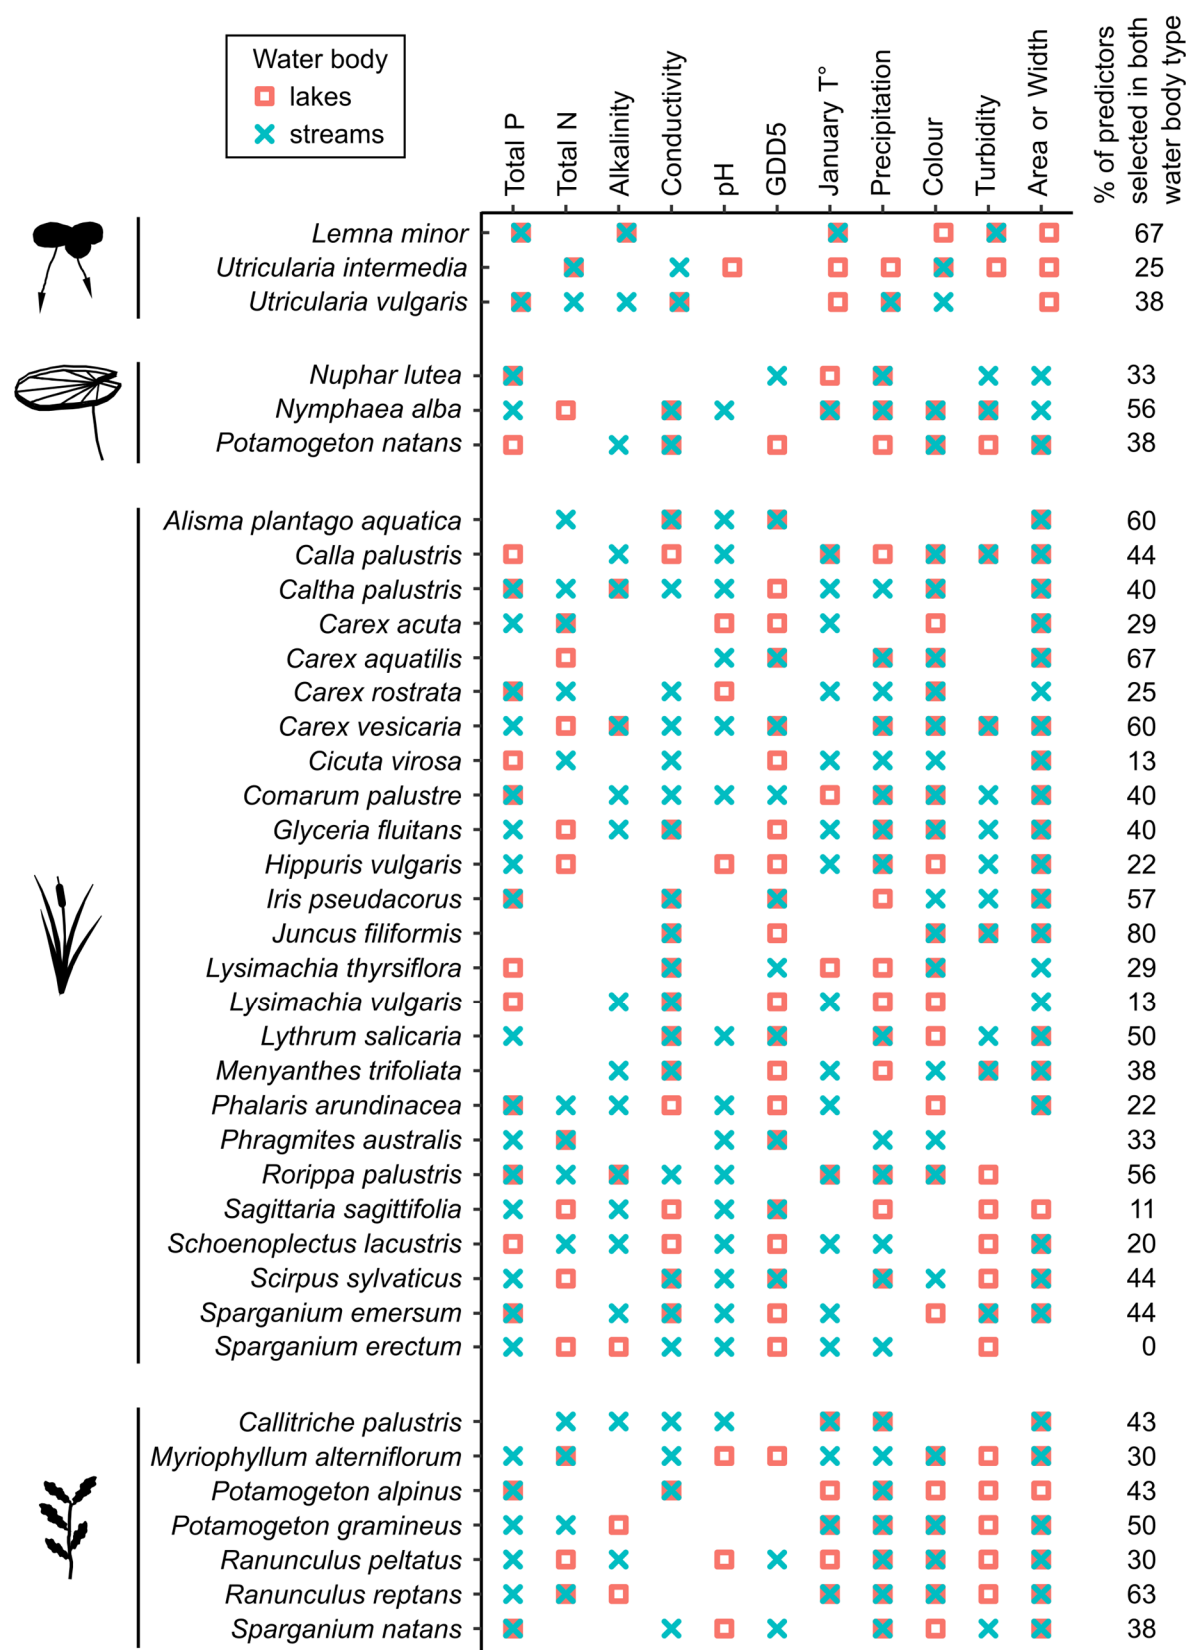 Water body
lakes
streams
Total P
Total N
Alkalinity
Conductivity
pH
GDD5
January T°
Precipitation
Colour
Turbidity
Area or Width
% of predictors
selected in both
water body type
Lemna minor 67
Utricularia intermedia 25
Utricularia vulgaris 38
Nuphar lutea 33
Nymphaea alba 56
Potamogeton natans 38
Alisma plantago aquatica 60
Calla palustris 44
Caltha palustris 40
Carex acuta 29
Carex aquatilis 67
Carex rostrata 25
Carex vesicaria 60
Cicuta virosa 13
Comarum palustre 40
Glyceria fluitans 40
Hippuris vulgaris 22
Iris pseudacorus 57
Juncus filiformis 80
Lysimachia thyrsiflora 29
Lysimachia vulgaris 13
Lythrum salicaria 50
Menyanthes trifoliata 38
Phalaris arundinacea 22
Phragmites australis 33
Rorippa palustris 56
Sagittaria sagittifolia 11
Schoenoplectus lacustris 20
Scirpus sylvaticus 44
Sparganium emersum 44
Sparganium erectum 0
Callitriche palustris 43
Myriophyllum alterniflorum 30
Potamogeton alpinus 43
Potamogeton gramineus 50
Ranunculus peltatus 30
Ranunculus reptans 63
Sparganium natans 38